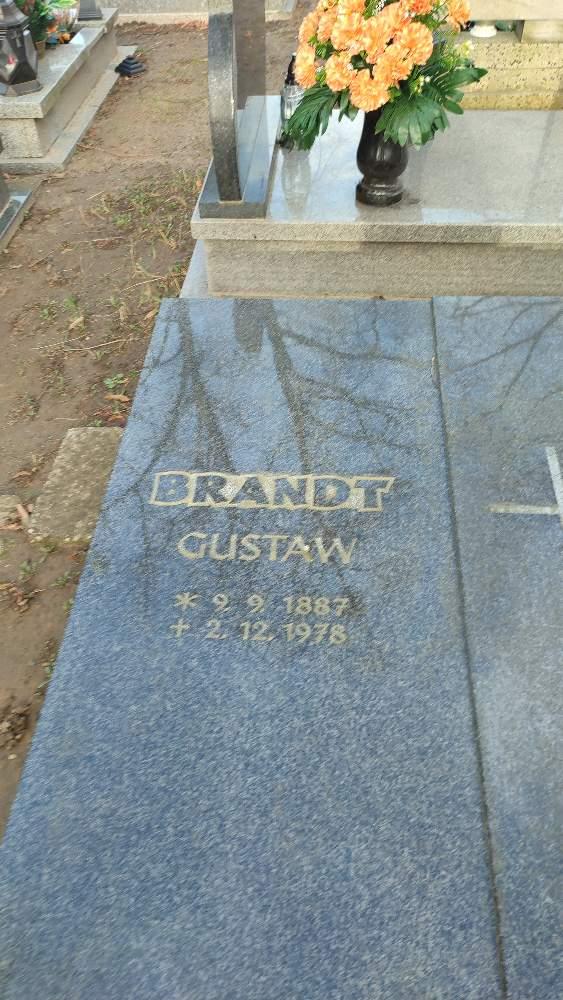 BRANDT
GUSTAW
* 9. 9. 1887
+ 2. 12. 1978